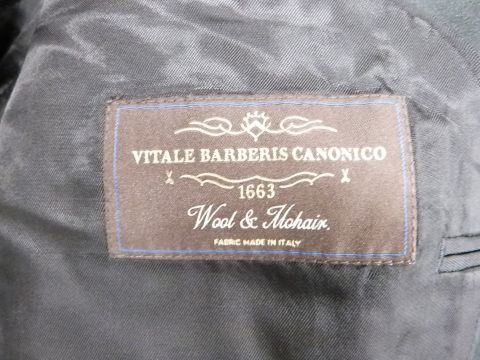 VITALE BARBERIS CANONICO
1663
Wool & Mohair.
FABRIC MADE IN ITALY